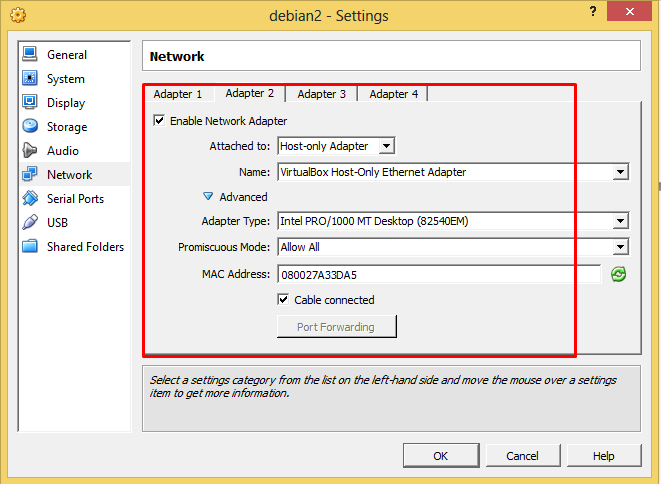 debian2 - Settings
?
General
System
Display
Storage
Audio
Network
Serial Ports
USB
Shared Folders
Network
Adapter 1 Adapter 2 Adapter 3 Adapter 4
Enable Network Adapter
Attached to: Host-only Adapter
Name: VirtualBox Host-Only Ethernet Adapter
Advanced
Adapter Type: Intel PRO/1000 MT Desktop (82540EM)
Promiscuous Mode: Allow All
MAC Address: 080027A33DA5
Cable connected
Port Forwarding
Select a settings category from the list on the left-hand side and move the mouse over a settings
item to get more information.
OK Cancel Help